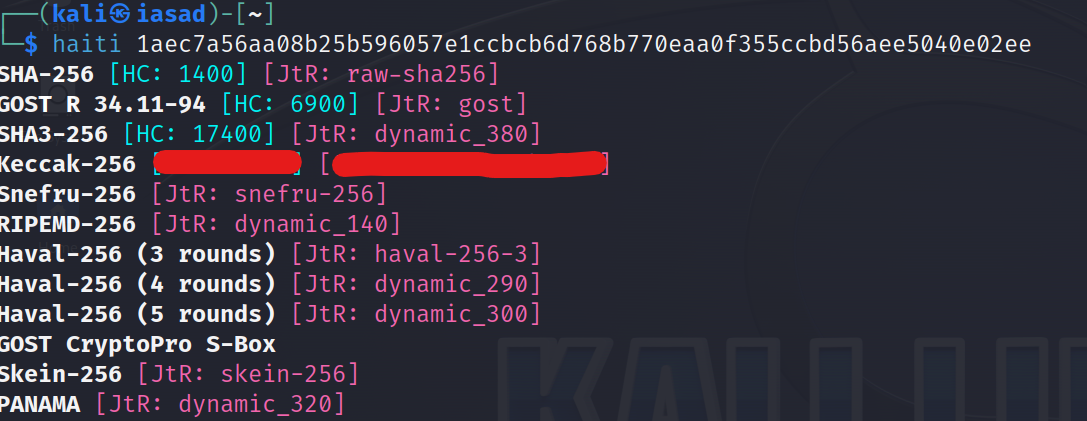 ┌──(kali㉿iasad)-[~]
└─$ haiti 1aec7a56aa08b25b596057e1ccbcb6d768b770eaa0f355ccbd56aee5040e02ee
SHA-256 [HC: 1400] [JtR: raw-sha256]
GOST R 34.11-94 [HC: 6900] [JtR: gost]
SHA3-256 [HC: 17400] [JtR: dynamic_380]
Keccak-256 [ ] [ ]
Snefru-256 [JtR: snefru-256]
RIPEMD-256 [JtR: dynamic_140]
Haval-256 (3 rounds) [JtR: haval-256-3]
Haval-256 (4 rounds) [JtR: dynamic_290]
Haval-256 (5 rounds) [JtR: dynamic_300]
GOST CryptoPro S-Box
Skein-256 [JtR: skein-256]
PANAMA [JtR: dynamic_320]
KALI